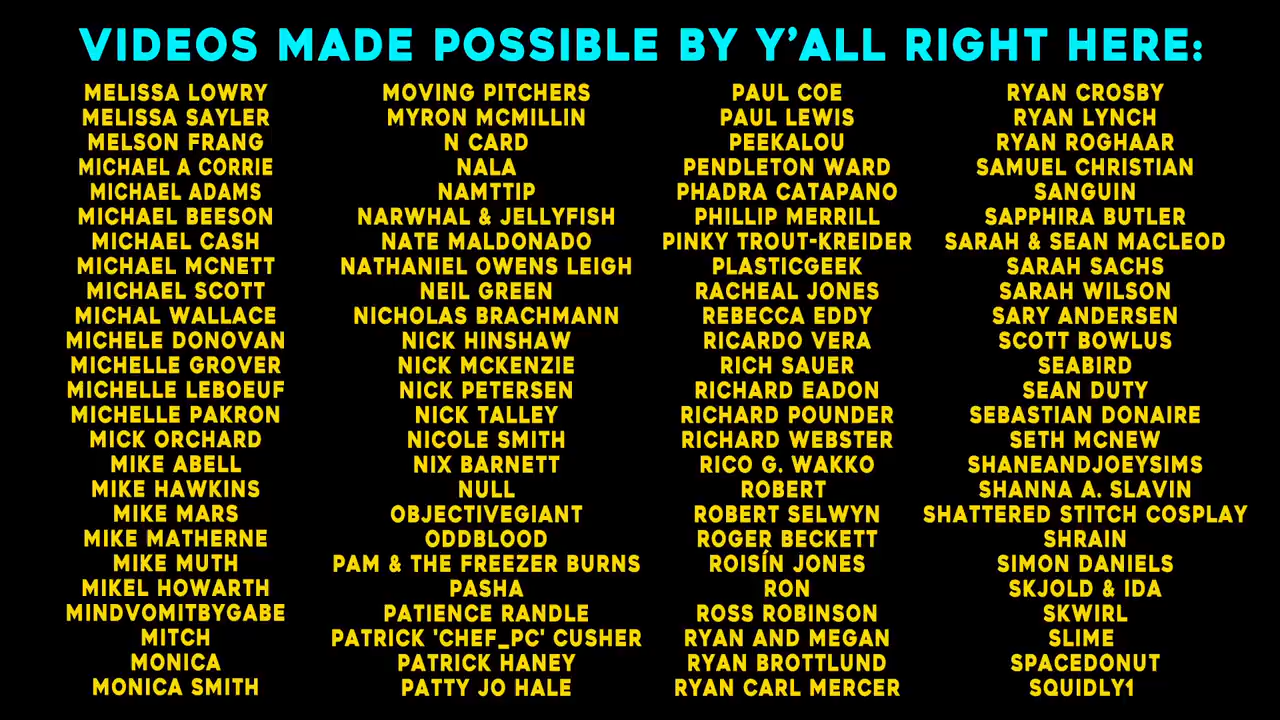 VIDEOS MADE POSSIBLE BY Y'ALL RIGHT HERE:
MELISSA LOWRY
MELISSA SAYLER
MELSON FRANG
MICHAEL A CORRIE
MICHAEL ADAMS
MICHAEL BEESON
MICHAEL CASH
MICHAEL MCNETT
MICHAEL SCOTT
MICHAL WALLACE
MICHELE DONOVAN
MICHELLE GROVER
MICHELLE LEBOEUF
MICHELLE PAKRON
MICK ORCHARD
MIKE ABELL
MIKE HAWKINS
MIKE MARS
MIKE MATHERNE
MIKE MUTH
MIKEL HOWARTH
MINDVOMITBYGABE
MITCH
MONICA
MONICA SMITH
MOVING PITCHERS
MYRON MCMILLIN
N CARD
NALA
NAMTTIP
NARWHAL & JELLYFISH
NATE MALDONADO
NATHANIEL OWENS LEIGH
NEIL GREEN
NICHOLAS BRACHMANN
NICK HINSHAW
NICK MCKENZIE
NICK PETERSEN
NICK TALLEY
NICOLE SMITH
NIX BARNETT
NULL
OBJECTIVEGIANT
ODDBLOOD
PAM & THE FREEZER BURNS
PASHA
PATIENCE RANDLE
PATRICK 'CHEF_PC' CUSHER
PATRICK HANEY
PATTY JO HALE
PAUL COE
PAUL LEWIS
PEEKALOU
PENDLETON WARD
PHADRA CATAPANO
PHILLIP MERRILL
PINKY TROUT-KREIDER
PLASTICGEEK
RACHEAL JONES
REBECCA EDDY
RICARDO VERA
RICH SAUER
RICHARD EADON
RICHARD POUNDER
RICHARD WEBSTER
RICO G. WAKKO
ROBERT
ROBERT SELWYN
ROGER BECKETT
ROISÍN JONES
RON
ROSS ROBINSON
RYAN AND MEGAN
RYAN BROTTLUND
RYAN CARL MERCER
RYAN CROSBY
RYAN LYNCH
RYAN ROGHAAR
SAMUEL CHRISTIAN
SANGUIN
SAPPHIRA BUTLER
SARAH & SEAN MACLEOD
SARAH SACHS
SARAH WILSON
SARY ANDERSEN
SCOTT BOWLUS
SEABIRD
SEAN DUTY
SEBASTIAN DONAIRE
SETH MCNEW
SHANEANDJOEYSIMS
SHANNA A. SLAVIN
SHATTERED STITCH COSPLAY
SHRAIN
SIMON DANIELS
SKJOLD & IDA
SKWIRL
SLIME
SPACEDONUT
SQUIDLY1